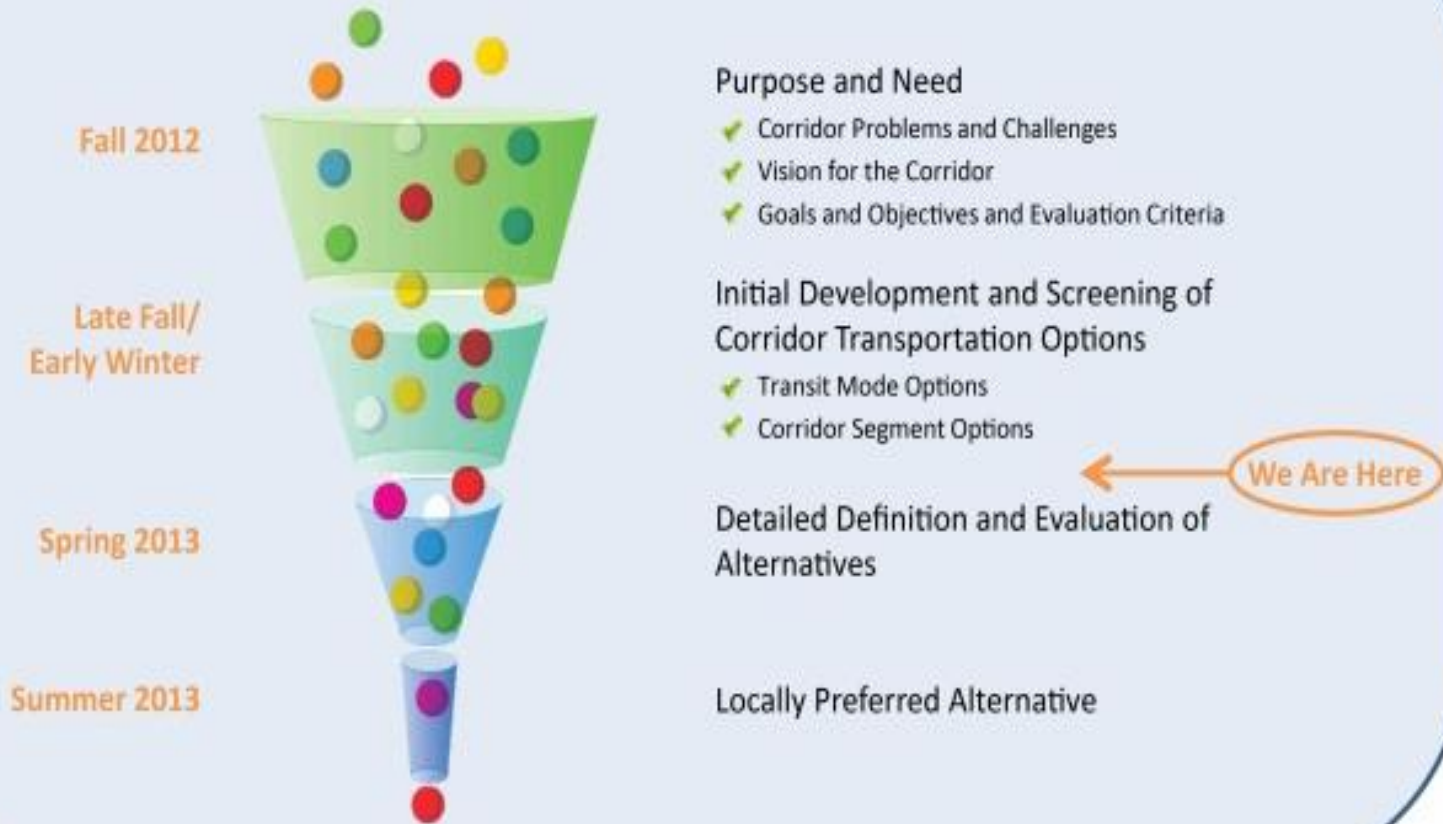 Fall 2012
Purpose and Need
Corridor Problems and Challenges
Vision for the Corridor
Goals and Objectives and Evaluation Criteria
Late Fall/
Early Winter
Initial Development and Screening of
Corridor Transportation Options
Transit Mode Options
Corridor Segment Options
We Are Here
Spring 2013
Detailed Definition and Evaluation of
Alternatives
Summer 2013
Locally Preferred Alternative